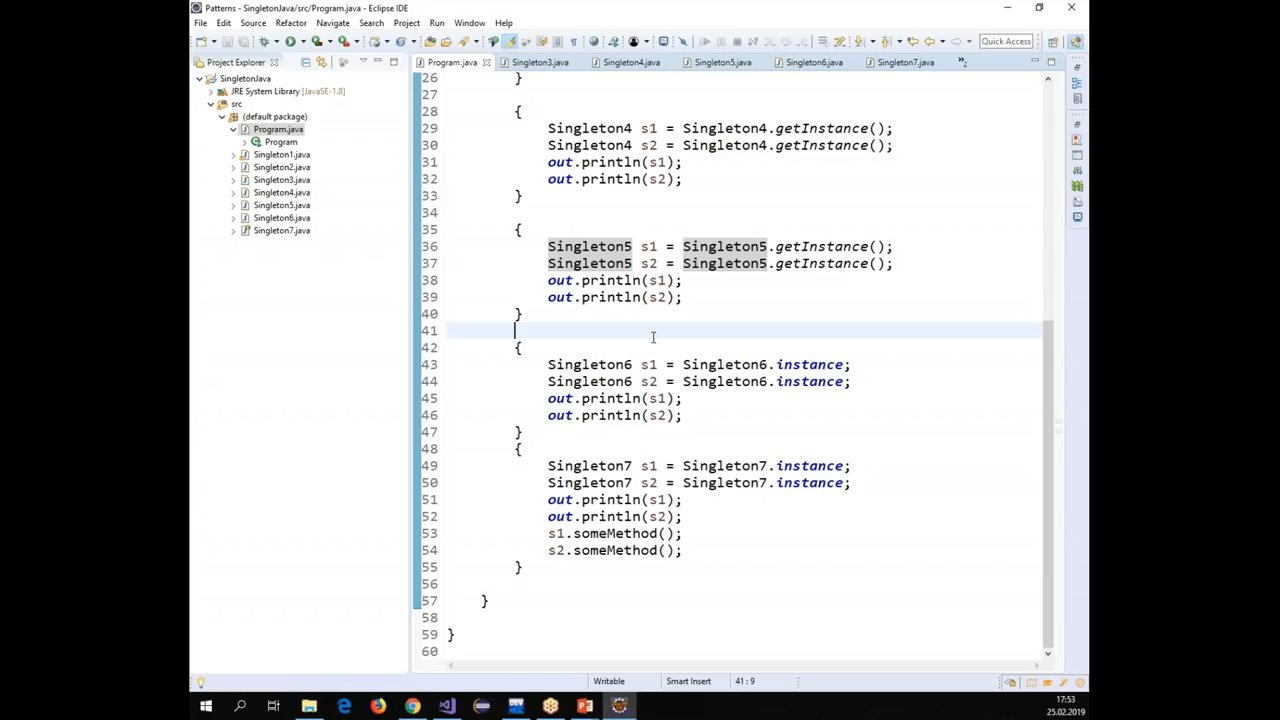 Patterns - SingletonJava/src/Program.java - Eclipse IDE
File Edit Source Refactor Navigate Search Project Run Window Help
Quick Access
Project Explorer
SingletonJava
JRE System Library [JavaSE-1.8]
src
(default package)
Program.java
Program
Singleton1.java
Singleton2.java
Singleton3.java
Singleton4.java
Singleton5.java
Singleton6.java
Singleton7.java
Program.java Singleton3.java Singleton4.java Singleton5.java Singleton6.java Singleton7.java »2
26 }
27
28 {
29 Singleton4 s1 = Singleton4.getInstance();
30 Singleton4 s2 = Singleton4.getInstance();
31 out.println(s1);
32 out.println(s2);
33 }
34
35 {
36 Singleton5 s1 = Singleton5.getInstance();
37 Singleton5 s2 = Singleton5.getInstance();
38 out.println(s1);
39 out.println(s2);
40 }
41
42 {
43 Singleton6 s1 = Singleton6.instance;
44 Singleton6 s2 = Singleton6.instance;
45 out.println(s1);
46 out.println(s2);
47 }
48 {
49 Singleton7 s1 = Singleton7.instance;
50 Singleton7 s2 = Singleton7.instance;
51 out.println(s1);
52 out.println(s2);
53 s1.someMethod();
54 s2.someMethod();
55 }
56
57 }
58
59 }
60
Writable Smart Insert 41 : 9
DEV
17:53
25.02.2019